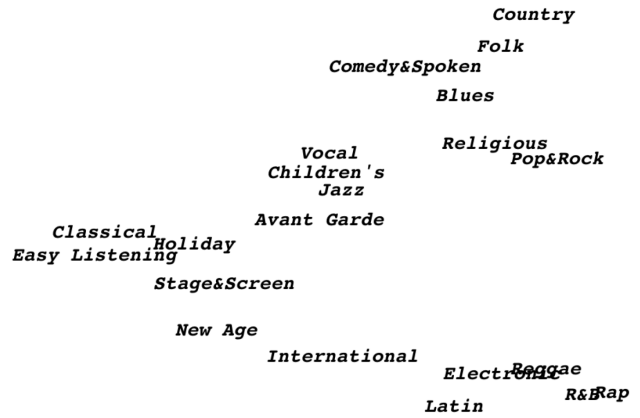 Country
Folk
Comedy&Spoken
Blues
Religious
Vocal
Pop&Rock
Children's
Jazz
Avant Garde
Classical
Holiday
Easy Listening
Stage&Screen
New Age
International
Reggae
Electronic
Rap
R&B
Latin